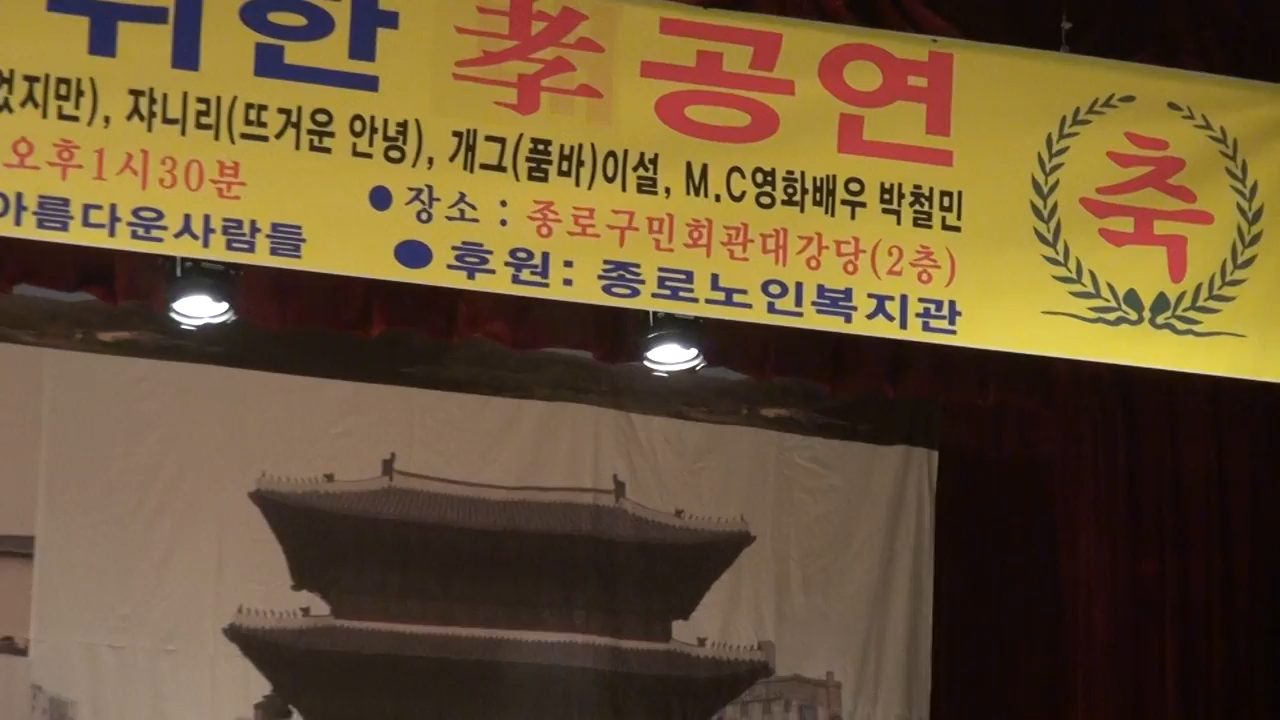 위한 孝 공연
었지만), 쟈니리(뜨거운 안녕), 개그(품바)이설, M.C영화배우 박철민
오후1시30분 ●장소 : 종로구민회관대강당(2층)
아름다운사람들 ●후원: 종로노인복지관
축